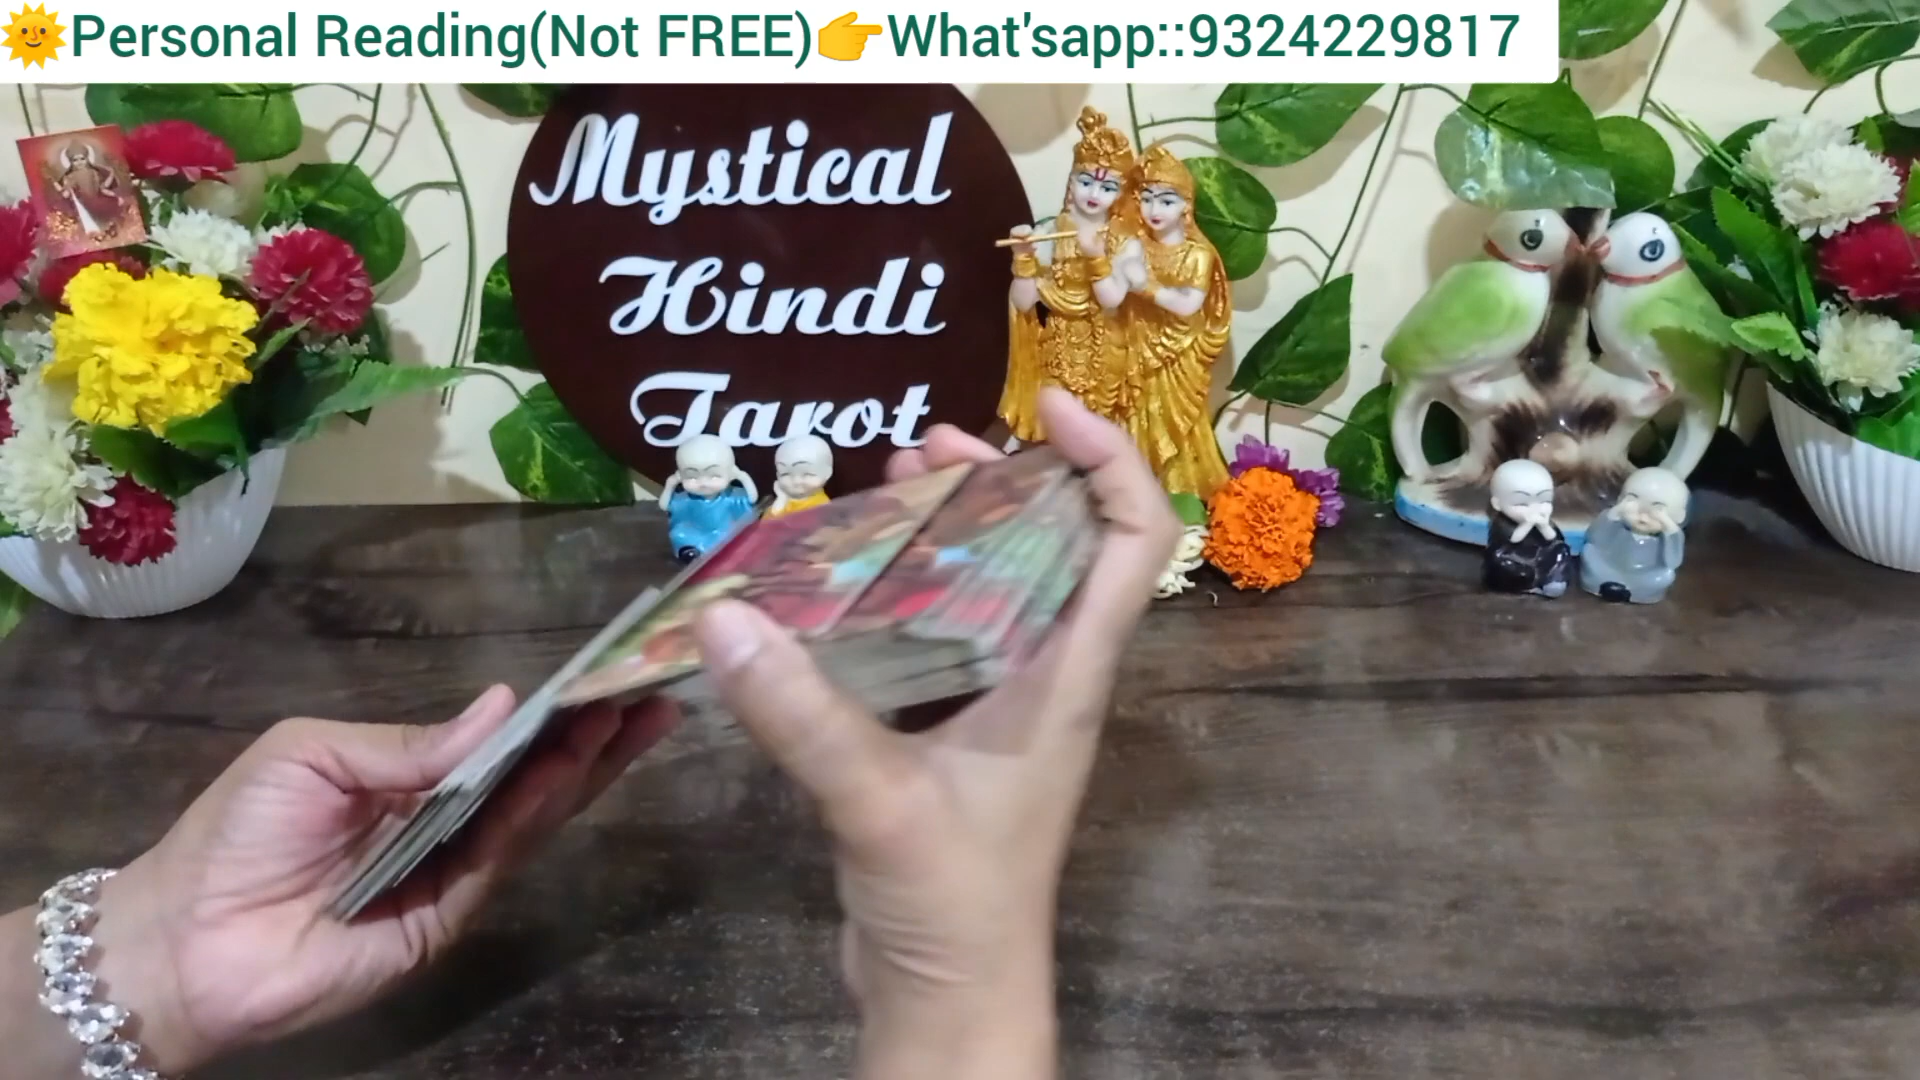 🌞Personal Reading(Not FREE)👉What'sapp::9324229817
Mystical
Hindi
Tarot